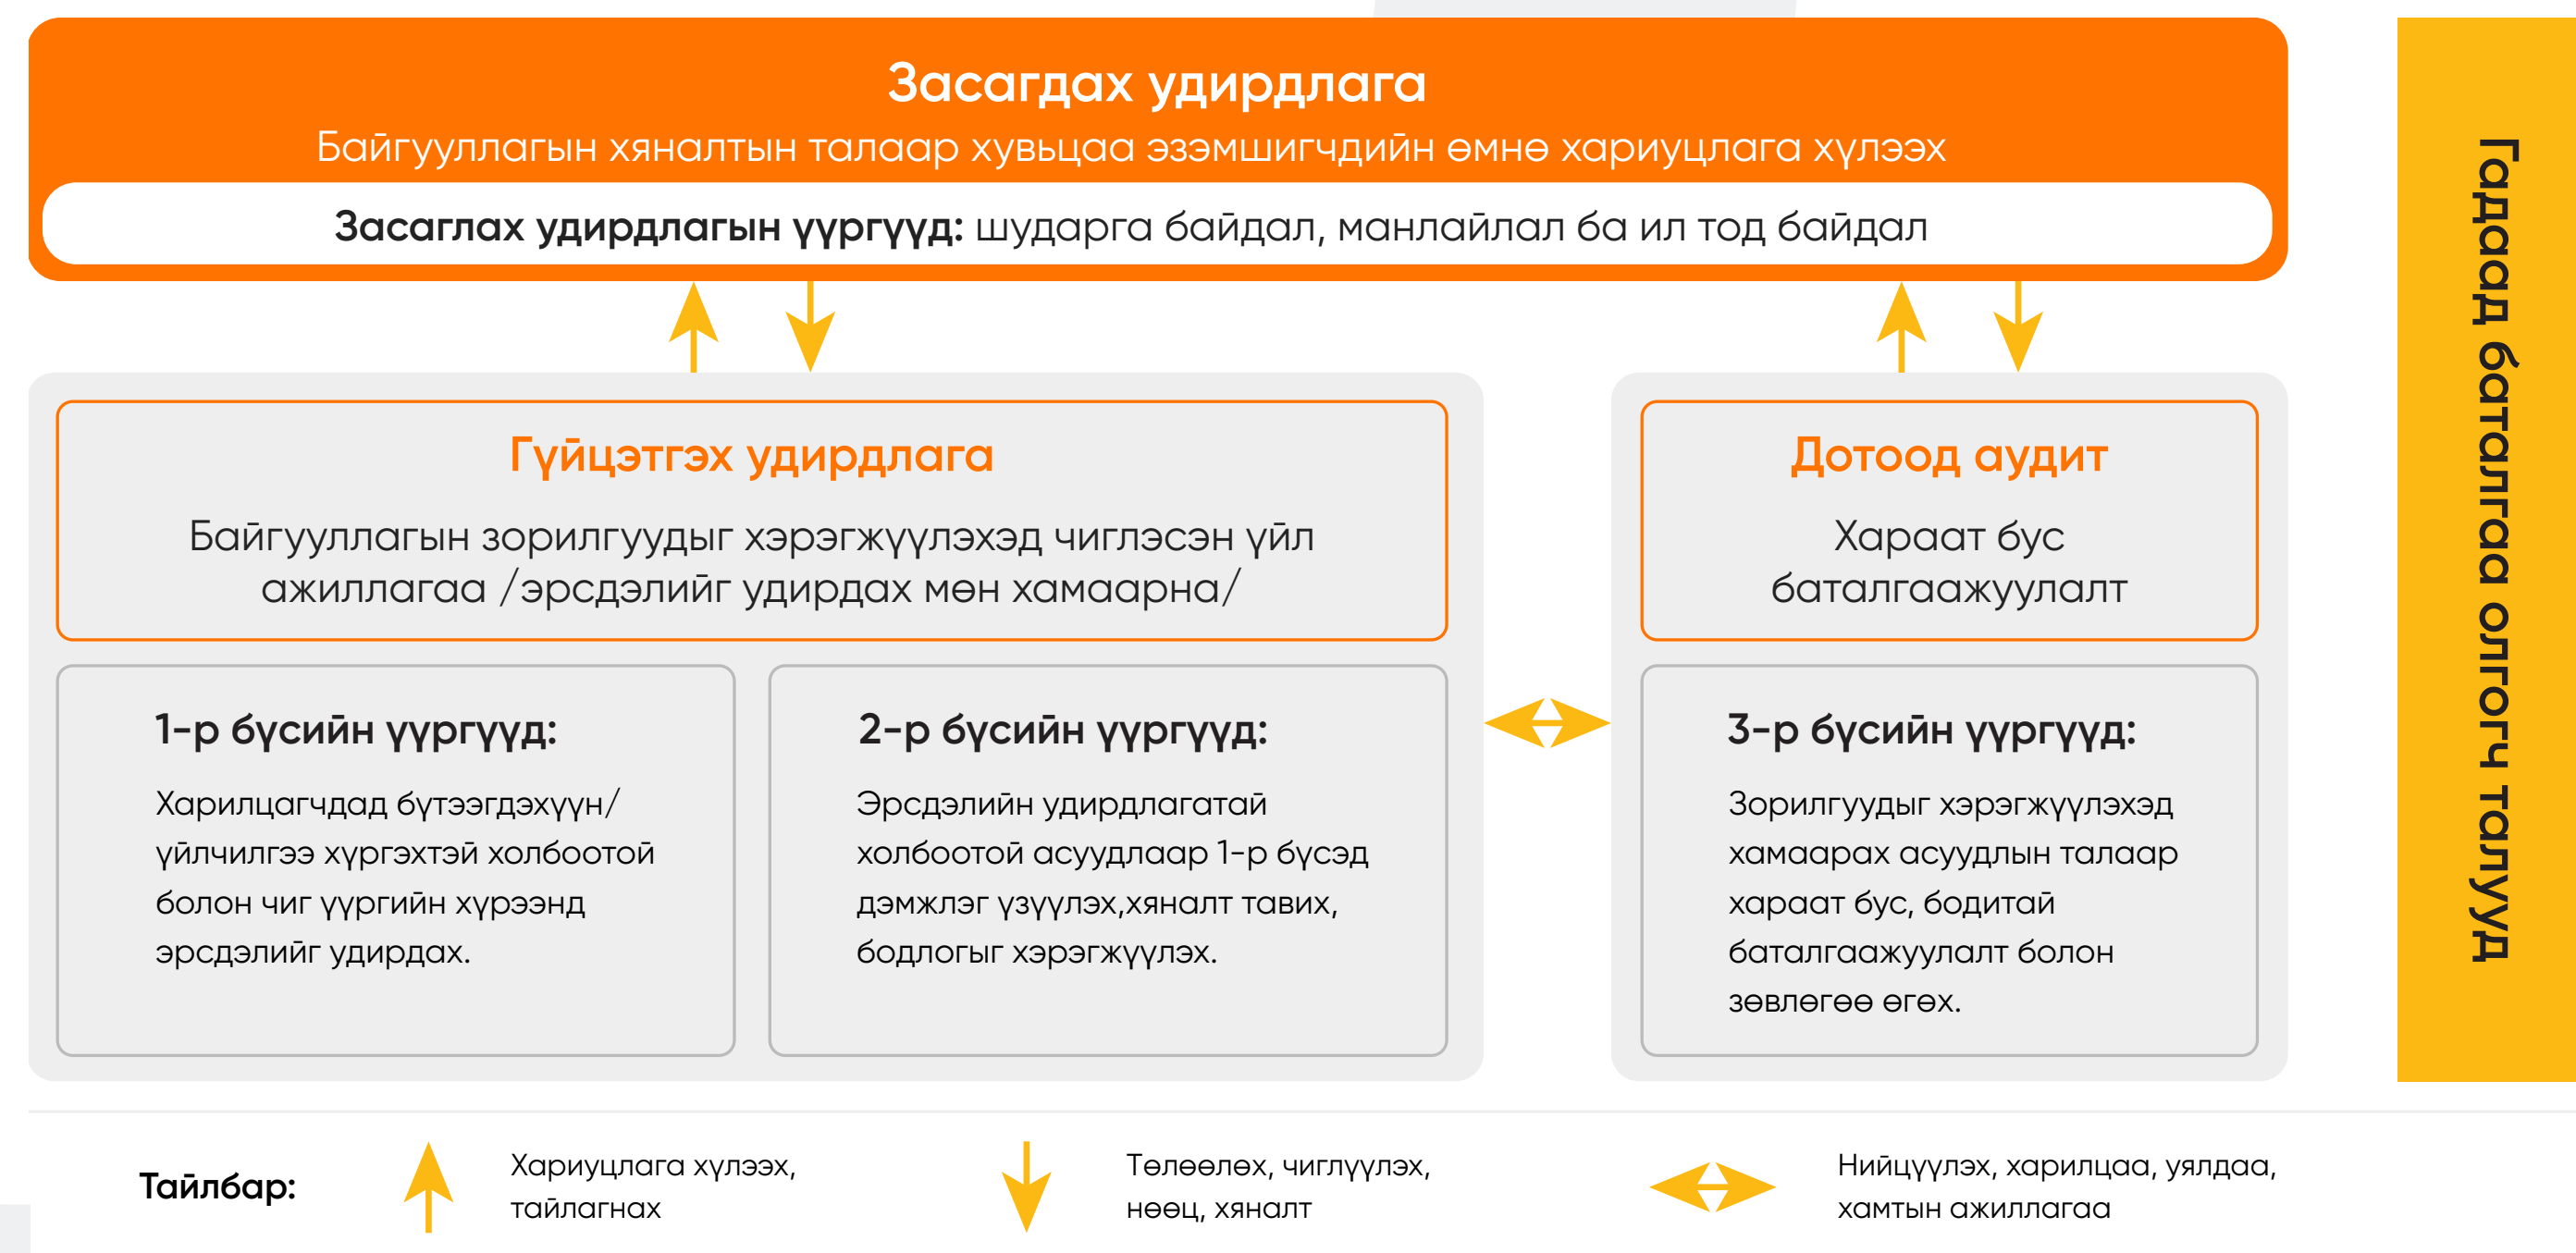 Засагдах удирдлага
Байгууллагын хяналтын талаар хувьцаа эзэмшигчдийн өмнө хариуцлага хүлээх
Засаглах удирдлагын үүргүүд: шударга байдал, манлайлал ба ил тод байдал
Гүйцэтгэх удирдлага
Байгууллагын зорилгуудыг хэрэгжүүлэхэд чиглэсэн үйл
ажиллагаа /эрсдэлийг удирдах мөн хамаарна/
1-р бүсийн үүргүүд:
Харилцагчдад бүтээгдэхүүн/
үйлчилгээ хүргэхтэй холбоотой
болон чиг үүргийн хүрээнд
эрсдэлийг удирдах.
2-р бүсийн үүргүүд:
Эрсдэлийн удирдлагатай
холбоотой асуудлаар 1-р бүсэд
дэмжлэг үзүүлэх,хяналт тавих,
бодлогыг хэрэгжүүлэх.
Дотоод аудит
Хараат бус
баталгаажуулалт
3-р бүсийн үүргүүд:
Зорилгуудыг хэрэгжүүлэхэд
хамаарах асуудлын талаар
хараат бус, бодитай
баталгаажуулалт болон
зөвлөгөө өгөх.
Гадаад баталгаа олгогч талууд
Тайлбар:
Хариуцлага хүлээх,
тайлагнах
Төлөөлөх, чиглүүлэх,
нөөц, хяналт
Нийцүүлэх, харилцаа, уялдаа,
хамтын ажиллагаа